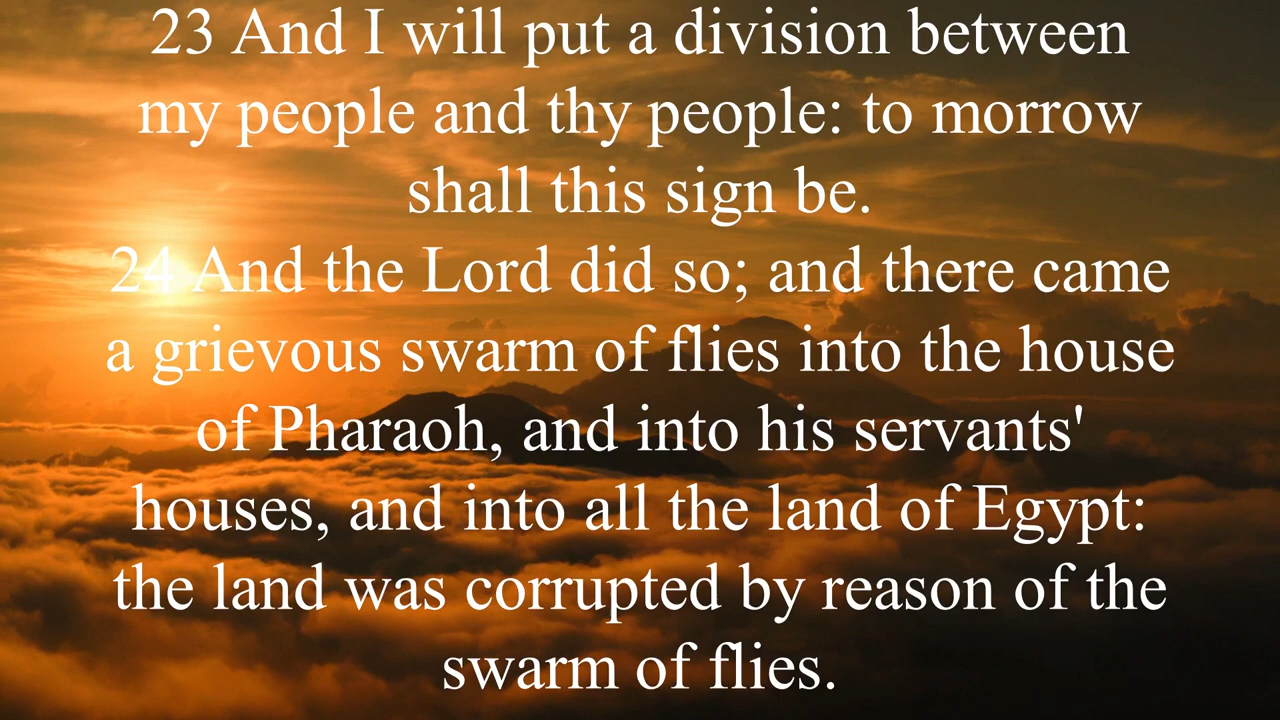 23 And I will put a division between
my people and thy people: to morrow
shall this sign be.
24 And the Lord did so; and there came
a grievous swarm of flies into the house
of Pharaoh, and into his servants'
houses, and into all the land of Egypt:
the land was corrupted by reason of the
swarm of flies.